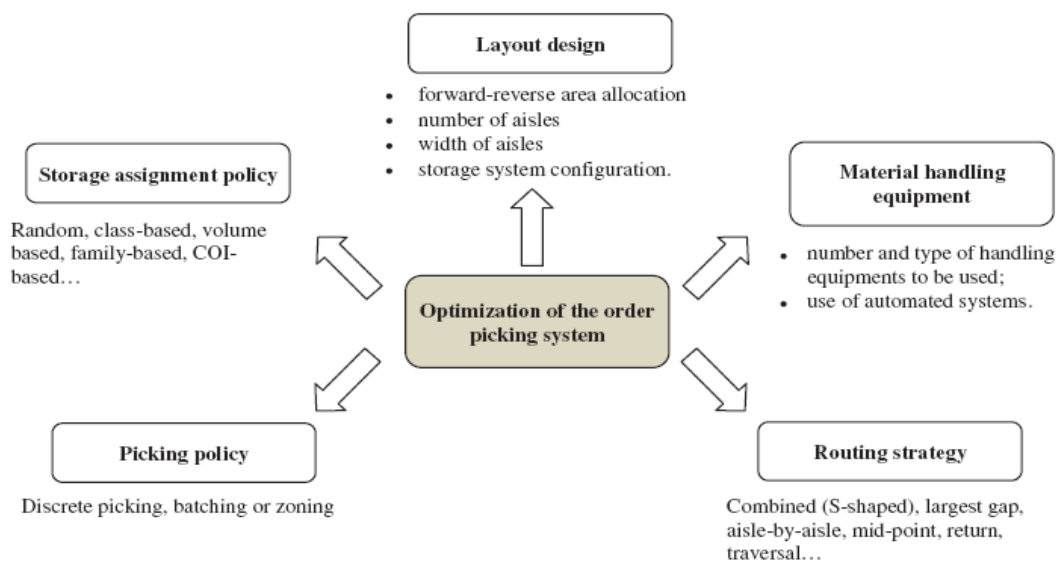 Layout design
• forward-reverse area allocation
• number of aisles
• width of aisles
• storage system configuration.
Storage assignment policy
Random, class-based, volume
based, family-based, COI-
based…
Material handling
equipment
• number and type of handling
equipments to be used;
• use of automated systems.
Optimization of the order
picking system
Picking policy
Discrete picking, batching or zoning
Routing strategy
Combined (S-shaped), largest gap,
aisle-by-aisle, mid-point, return,
traversal…